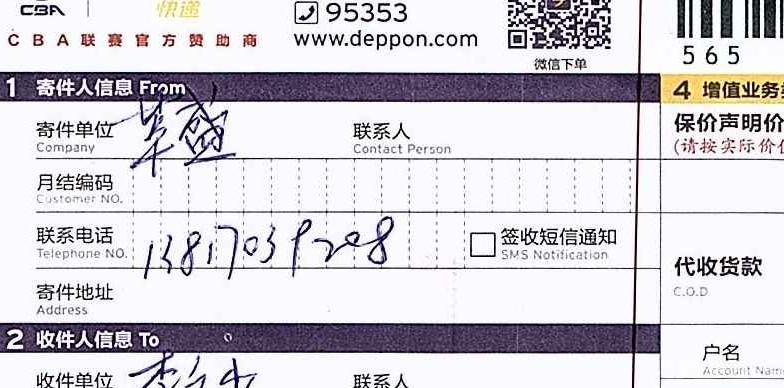 CBA 快递 95353
CBA联赛官方赞助商 www.deppon.com
微信下单
565
1 寄件人信息 From
4 增值业务
寄件单位 华盛 联系人
Company Contact Person
保价声明价
(请按实际价
月结编码
Customer NO.
联系电话 13817039208 签收短信通知
Telephone NO. SMS Notification
代收货款
C.O.D
寄件地址
Address
2 收件人信息 To
户名
Account Nam
收件单位 联系人